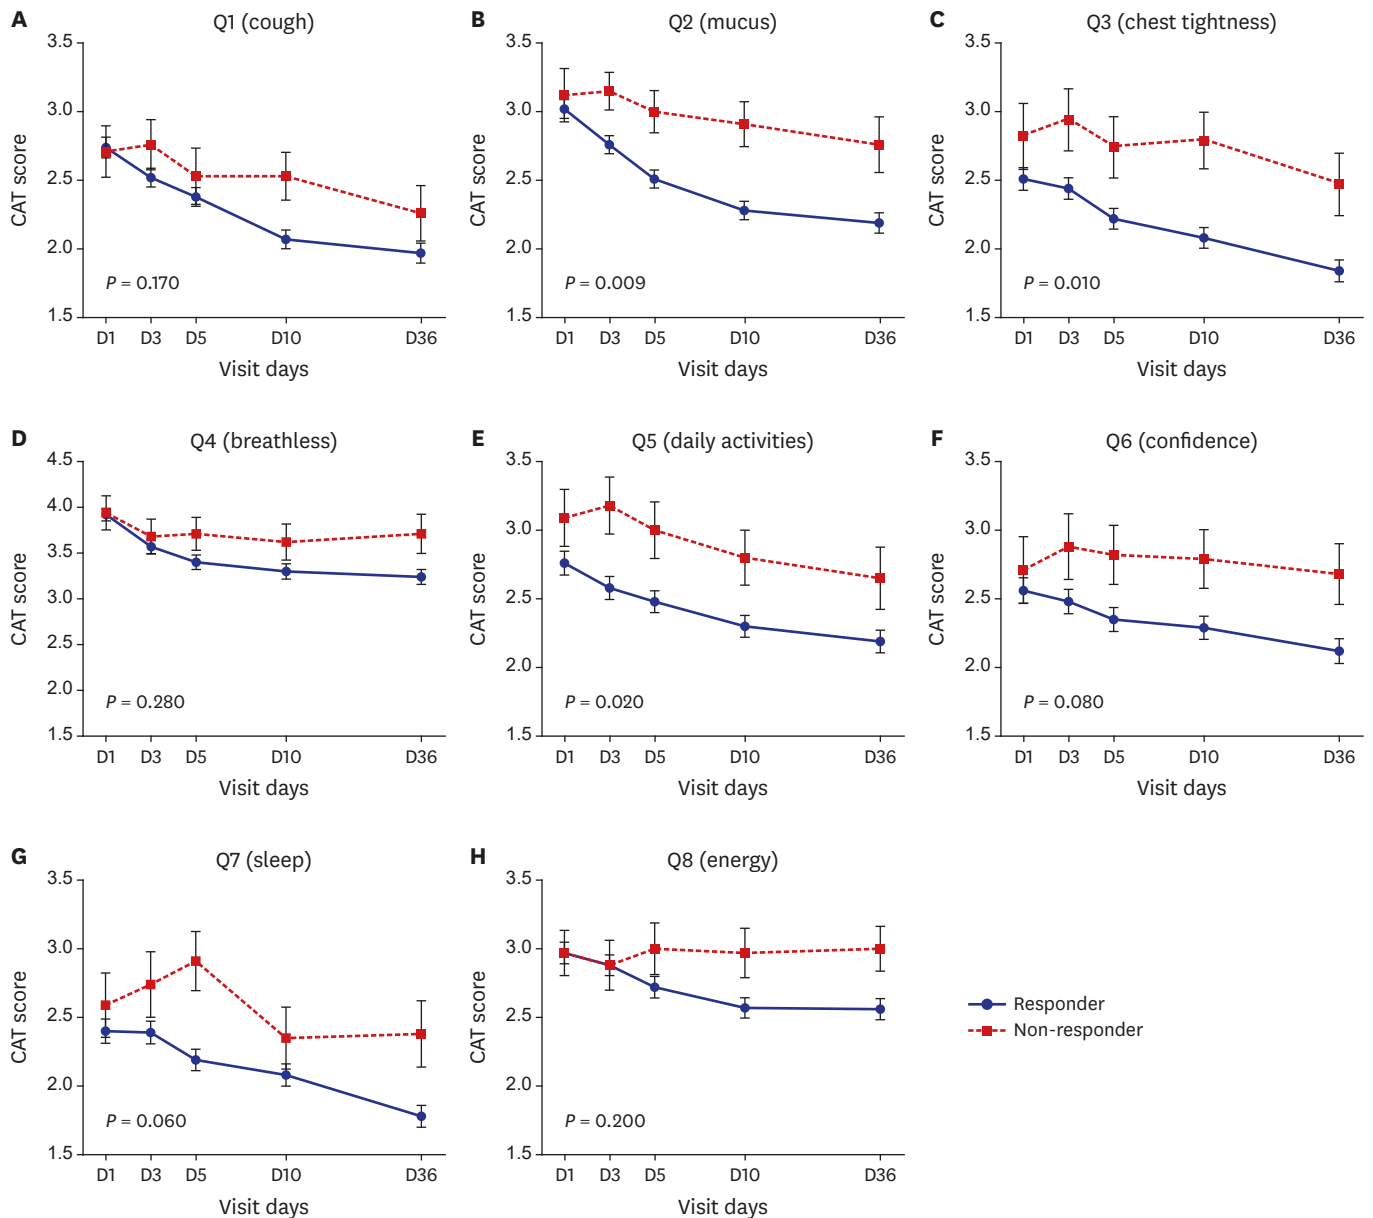 A Q1 (cough)
3.5
3.0
2.5
2.0
1.5
CAT score
P = 0.170
D1 D3 D5 D10 D36
Visit days
B Q2 (mucus)
3.5
3.0
2.5
2.0
1.5
CAT score
P = 0.009
D1 D3 D5 D10 D36
Visit days
C Q3 (chest tightness)
3.5
3.0
2.5
2.0
1.5
CAT score
P = 0.010
D1 D3 D5 D10 D36
Visit days
D Q4 (breathless)
4.5
4.0
3.5
3.0
2.5
2.0
1.5
CAT score
P = 0.280
D1 D3 D5 D10 D36
Visit days
E Q5 (daily activities)
3.5
3.0
2.5
2.0
1.5
CAT score
P = 0.020
D1 D3 D5 D10 D36
Visit days
F Q6 (confidence)
3.5
3.0
2.5
2.0
1.5
CAT score
P = 0.080
D1 D3 D5 D10 D36
Visit days
G Q7 (sleep)
3.5
3.0
2.5
2.0
1.5
CAT score
P = 0.060
D1 D3 D5 D10 D36
Visit days
H Q8 (energy)
3.5
3.0
2.5
2.0
1.5
CAT score
P = 0.200
D1 D3 D5 D10 D36
Visit days
Responder
Non-responder